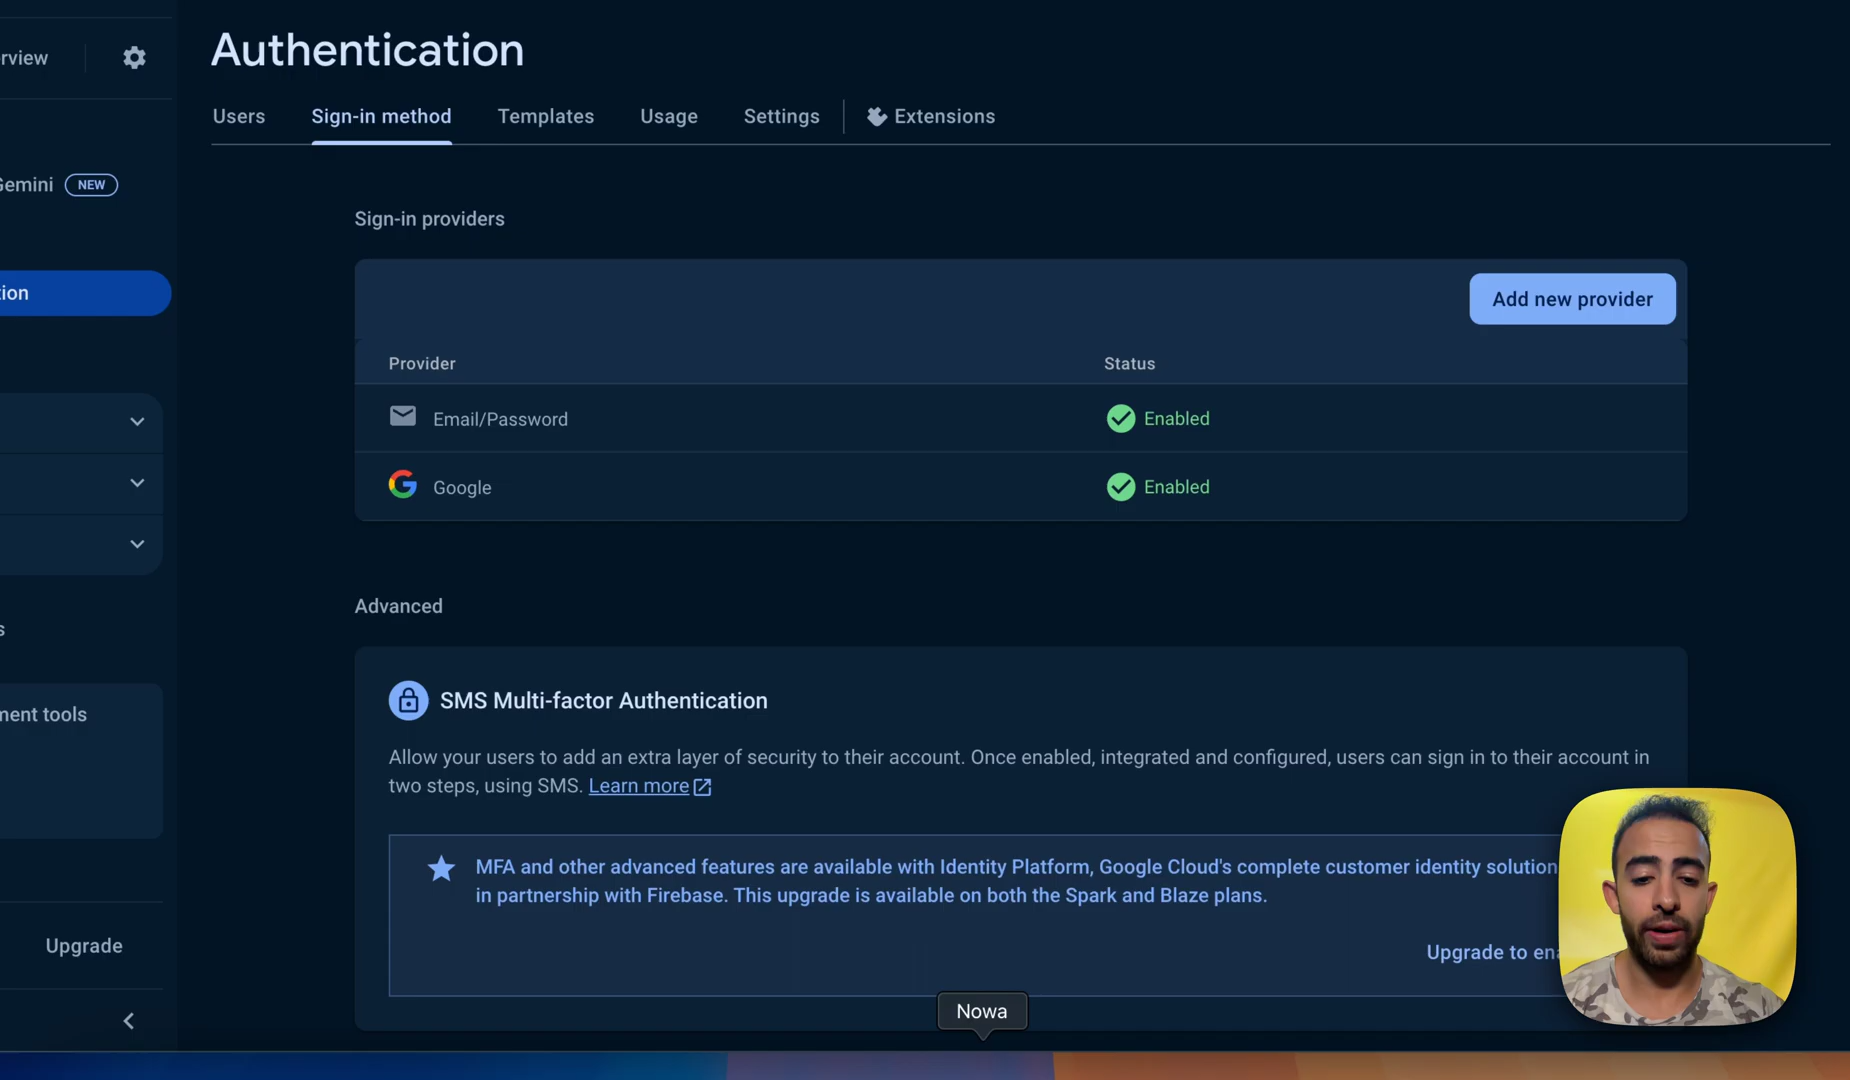 Authentication
rview
Users
Sign-in method
Templates
Usage
Settings
Extensions
Gemini
NEW
Sign-in providers
tion
Add new provider
Provider
Status
Email/Password
Enabled
Google
Enabled
Advanced
s
SMS Multi-factor Authentication
ment tools
Allow your users to add an extra layer of security to their account. Once enabled, integrated and configured, users can sign in to their account in
two steps, using SMS. Learn more
MFA and other advanced features are available with Identity Platform, Google Cloud's complete customer identity solution
in partnership with Firebase. This upgrade is available on both the Spark and Blaze plans.
Upgrade
Upgrade to ena
Nowa